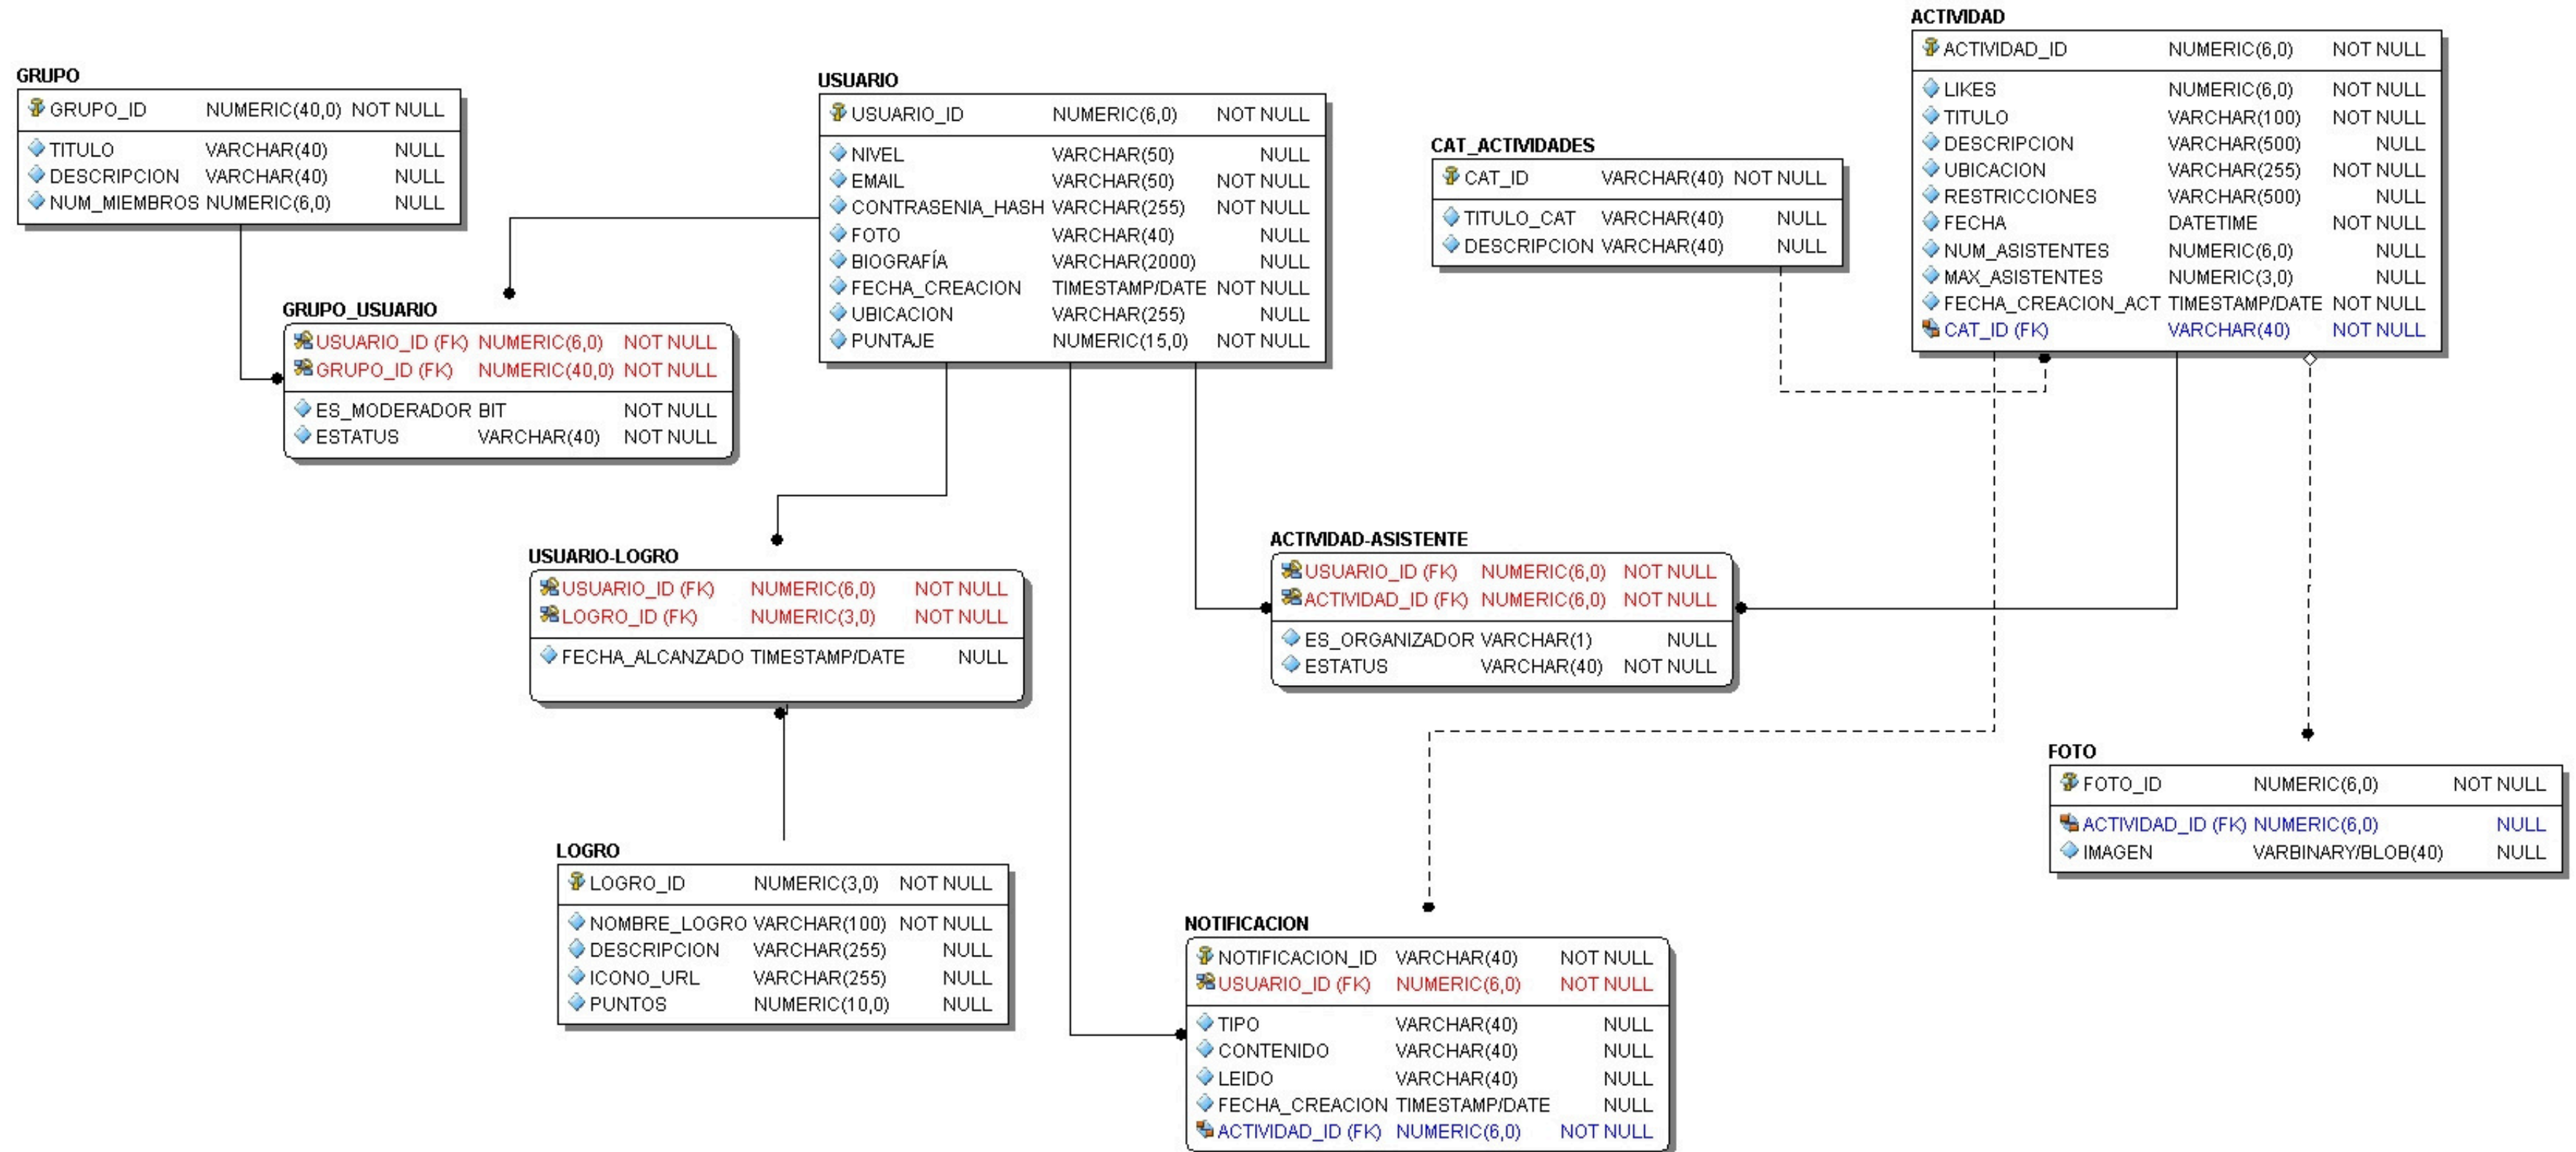 GRUPO
GRUPO_ID NUMERIC(40,0) NOT NULL
TITULO VARCHAR(40) NULL
DESCRIPCION VARCHAR(40) NULL
NUM_MIEMBROS NUMERIC(6,0) NULL
USUARIO
USUARIO_ID NUMERIC(6,0) NOT NULL
NIVEL VARCHAR(50) NULL
EMAIL VARCHAR(50) NOT NULL
CONTRASENIA_HASH VARCHAR(255) NOT NULL
FOTO VARCHAR(40) NULL
BIOGRAFÍA VARCHAR(2000) NULL
FECHA_CREACION TIMESTAMP/DATE NOT NULL
UBICACION VARCHAR(255) NULL
PUNTAJE NUMERIC(15,0) NOT NULL
CAT_ACTIVIDADES
CAT_ID VARCHAR(40) NOT NULL
TITULO_CAT VARCHAR(40) NULL
DESCRIPCION VARCHAR(40) NULL
ACTIVIDAD
ACTIVIDAD_ID NUMERIC(6,0) NOT NULL
LIKES NUMERIC(6,0) NOT NULL
TITULO VARCHAR(100) NOT NULL
DESCRIPCION VARCHAR(500) NULL
UBICACION VARCHAR(255) NOT NULL
RESTRICCIONES VARCHAR(500) NULL
FECHA DATETIME NOT NULL
NUM_ASISTENTES NUMERIC(6,0) NULL
MAX_ASISTENTES NUMERIC(3,0) NULL
FECHA_CREACION_ACT TIMESTAMP/DATE NOT NULL
CAT_ID (FK) VARCHAR(40) NOT NULL
GRUPO_USUARIO
USUARIO_ID (FK) NUMERIC(6,0) NOT NULL
GRUPO_ID (FK) NUMERIC(40,0) NOT NULL
ES_MODERADOR BIT NOT NULL
ESTATUS VARCHAR(40) NOT NULL
USUARIO-LOGRO
USUARIO_ID (FK) NUMERIC(6,0) NOT NULL
LOGRO_ID (FK) NUMERIC(3,0) NOT NULL
FECHA_ALCANZADO TIMESTAMP/DATE NULL
ACTIVIDAD-ASISTENTE
USUARIO_ID (FK) NUMERIC(6,0) NOT NULL
ACTIVIDAD_ID (FK) NUMERIC(6,0) NOT NULL
ES_ORGANIZADOR VARCHAR(1) NULL
ESTATUS VARCHAR(40) NOT NULL
FOTO
FOTO_ID NUMERIC(6,0) NOT NULL
ACTIVIDAD_ID (FK) NUMERIC(6,0) NULL
IMAGEN VARBINARY/BLOB(40) NULL
LOGRO
LOGRO_ID NUMERIC(3,0) NOT NULL
NOMBRE_LOGRO VARCHAR(100) NOT NULL
DESCRIPCION VARCHAR(255) NULL
ICONO_URL VARCHAR(255) NULL
PUNTOS NUMERIC(10,0) NULL
NOTIFICACION
NOTIFICACION_ID VARCHAR(40) NOT NULL
USUARIO_ID (FK) NUMERIC(6,0) NOT NULL
TIPO VARCHAR(40) NULL
CONTENIDO VARCHAR(40) NULL
LEIDO VARCHAR(40) NULL
FECHA_CREACION TIMESTAMP/DATE NULL
ACTIVIDAD_ID (FK) NUMERIC(6,0) NOT NULL